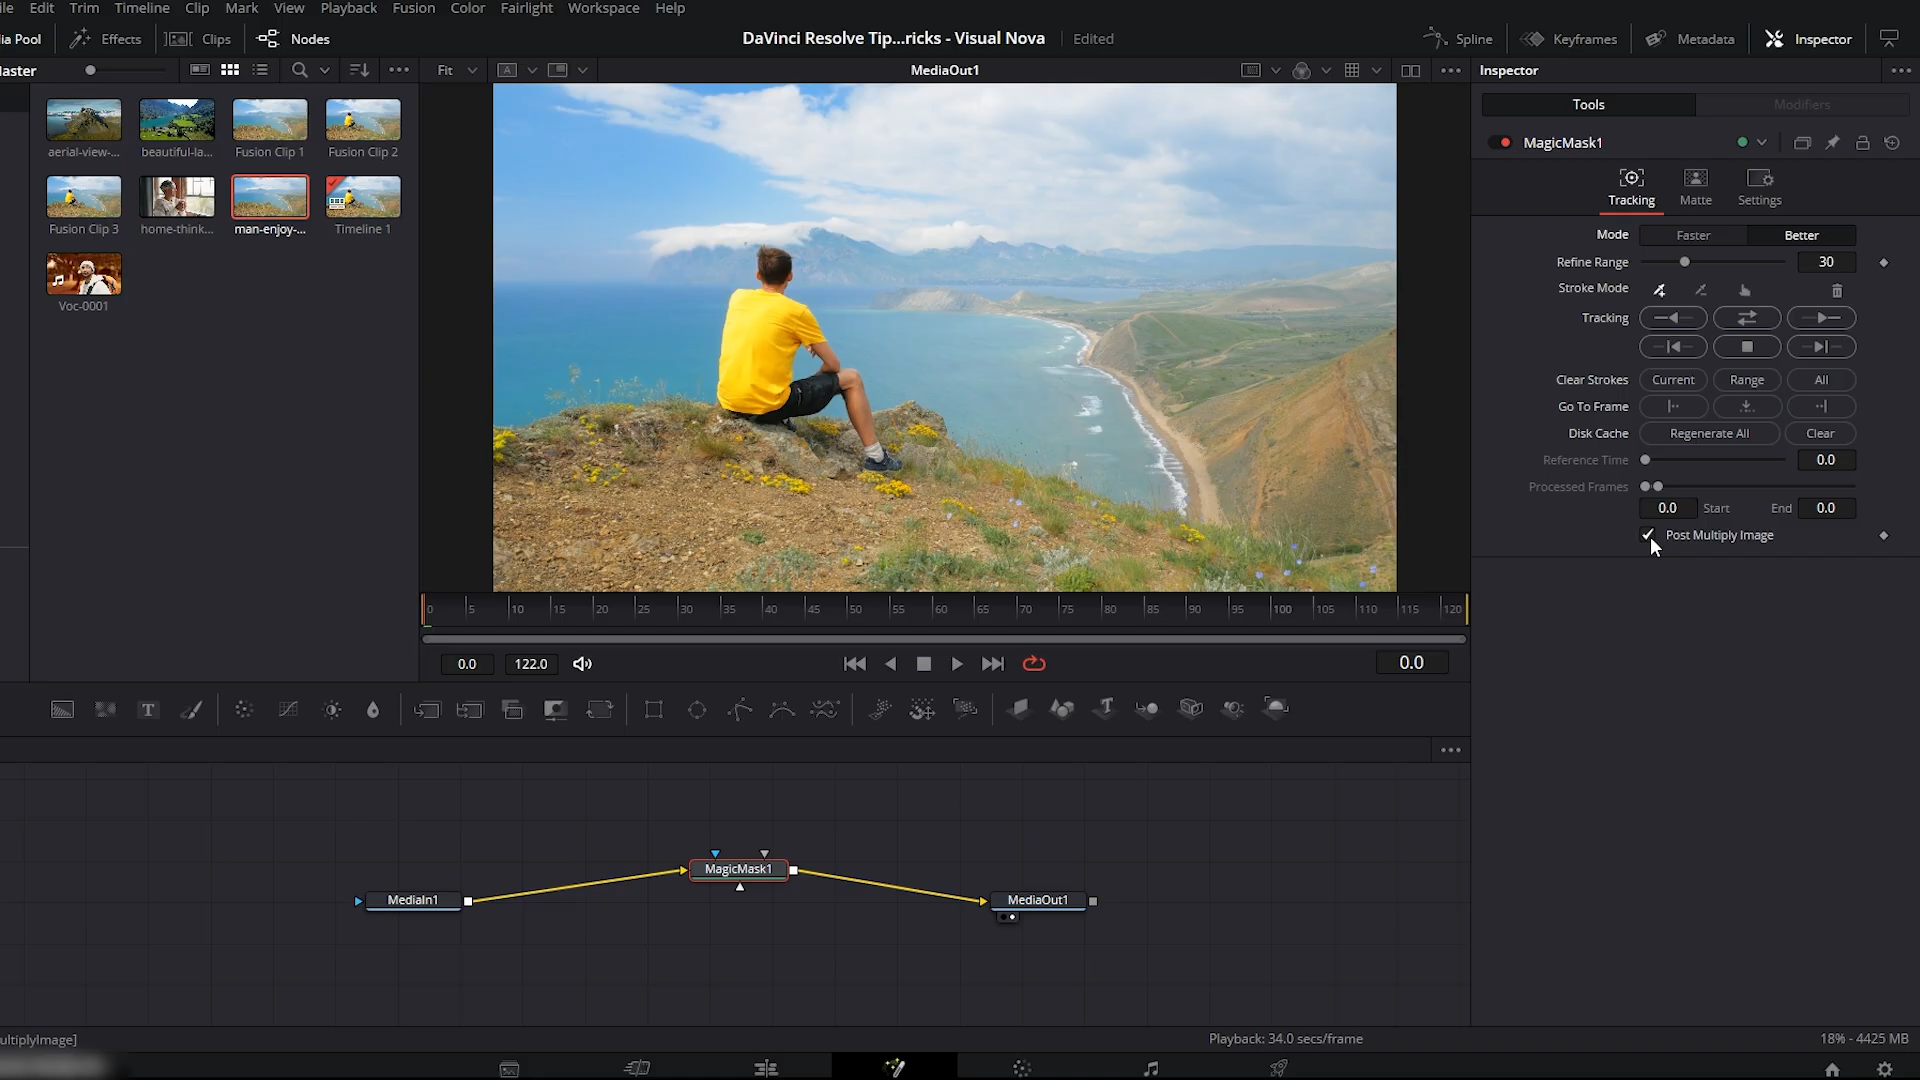 ile Edit Trim Timeline Clip Mark View Playback Fusion Color Fairlight Workspace Help
ia Pool Effects Clips Nodes DaVinci Resolve Tip...ricks - Visual Nova Edited Spline Keyframes Metadata Inspector
laster Fit A MediaOut1 Inspector
Tools Modifiers
MagicMask1
aerial-view-... beautiful-la... Fusion Clip 1 Fusion Clip 2
Tracking Matte Settings
Fusion Clip 3 home-think... man-enjoy-... Timeline 1
Voc-0001
Mode Faster Better
Refine Range 30
Stroke Mode
Tracking
Clear Strokes Current Range All
Go To Frame
Disk Cache Regenerate All Clear
Reference Time 0.0
Processed Frames
0.0 Start End 0.0
Post Multiply Image
0 5 10 15 20 25 30 35 40 45 50 55 60 65 70 75 80 85 90 95 100 105 110 115 120
0.0 122.0 0.0
T
MagicMask1
MediaIn1 MediaOut1
ultiplyImage] Playback: 34.0 secs/frame 18% - 4425 MB